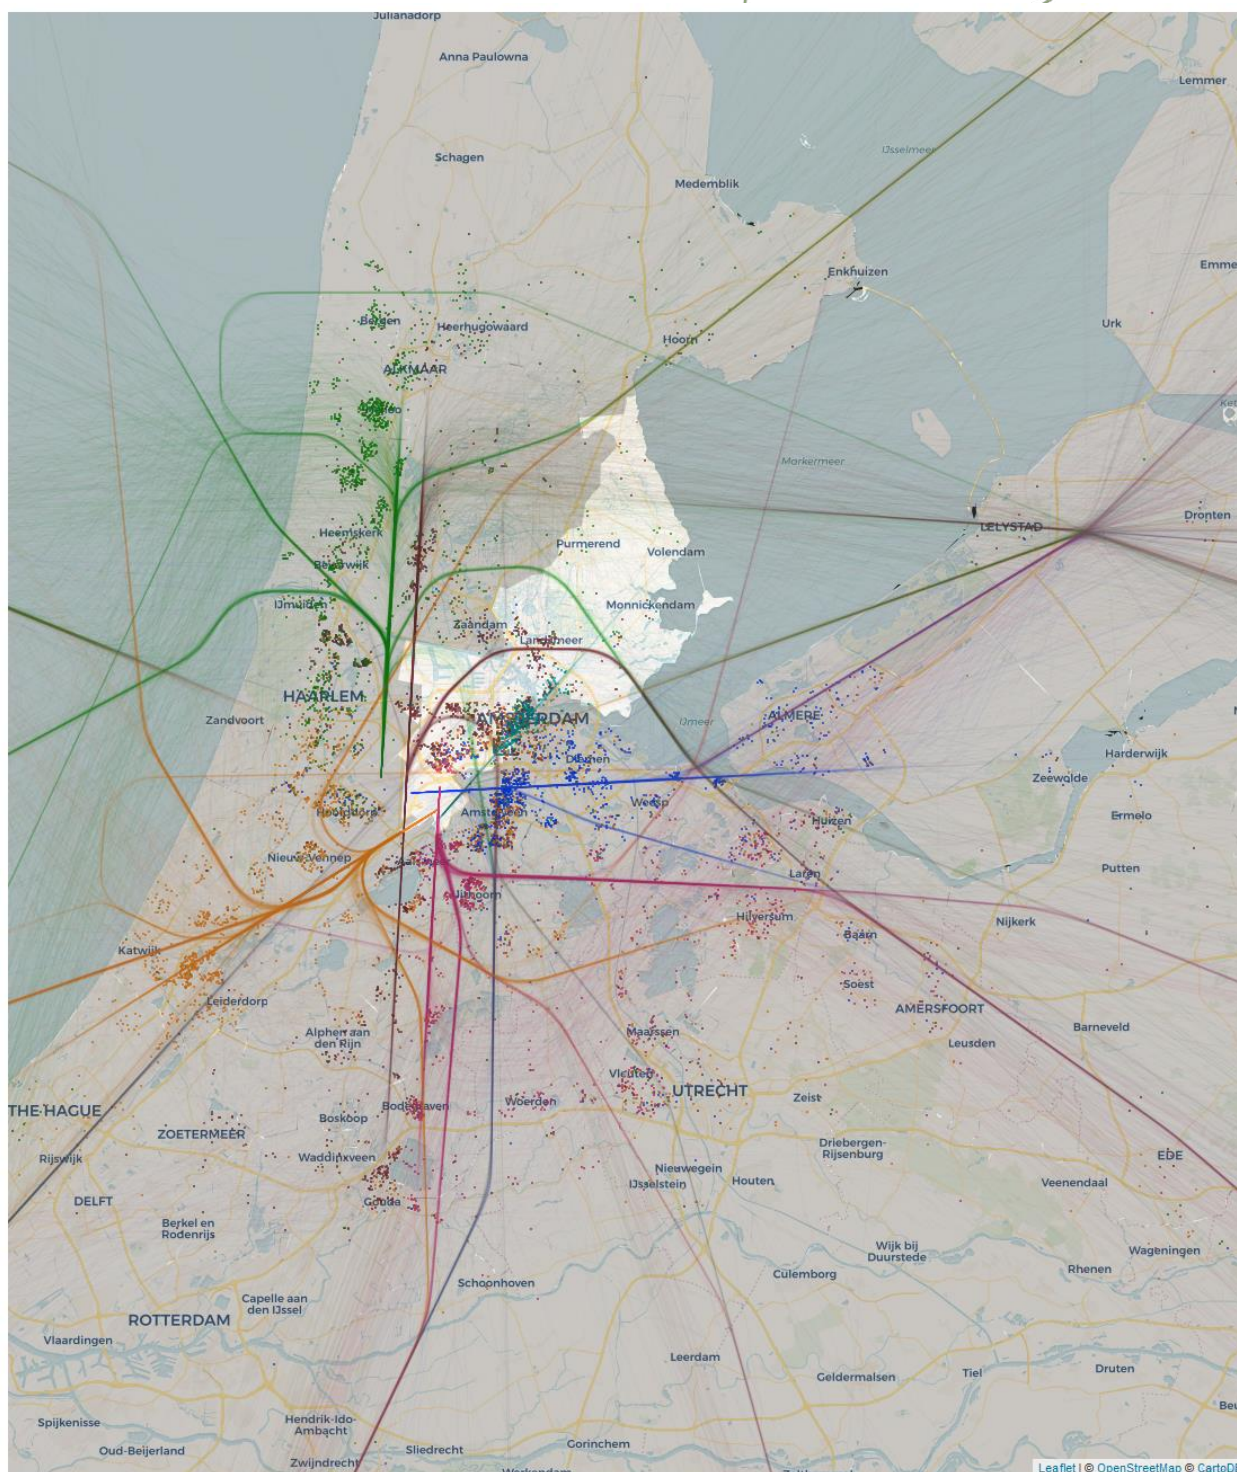 Julianadorp
Anna Paulowna
Lemmer
IJsselmeer
Schagen
Medemblik
Enkhuizen
Emme
Urk
Bergen
Heerhugowaard
Hoorn
ALKMAAR
Markermeer
Dronten
LELYSTAD
Heemskerk
Purmerend
Volendam
Beverwijk
IJmuiden
Monnickendam
Zaandam
Landsmeer
HAARLEM
Zandvoort
AMSTERDAM
IJmeer
ALMERE
Diemen
Harderwijk
Zeewolde
Weesp
Hoofddorp
Amstelveen
Huizen
Ermelo
Nieuw-Vennep
Aalsmeer
Laren
Putten
Uithoorn
Hilversum
Nijkerk
Baarn
Katwijk
Soest
Leiderdorp
AMERSFOORT
Alphen aan
den Rijn
Maarssen
Barneveld
Leusden
Vleuten
UTRECHT
Zeist
THE HAGUE
Boskoop
Bodegraven
Woerden
ZOETERMEER
Driebergen-
Rijsenburg
Rijswijk
Waddinxveen
Nieuwegein
IJsselstein
Houten
EDE
Veenendaal
DELFT
Gouda
Berkel en
Rodenrijs
Wijk bij
Duurstede
Wageningen
Rhenen
Schoonhoven
Culemborg
Capelle aan
den IJssel
ROTTERDAM
Vlaardingen
Leerdam
Geldermalsen
Tiel
Druten
Spijkenisse
Hendrik-Ido-
Ambacht
Oud-Beijerland
Sliedrecht
Gorinchem
Zwijndrecht
Leaflet | © OpenStreetMap © CartoD